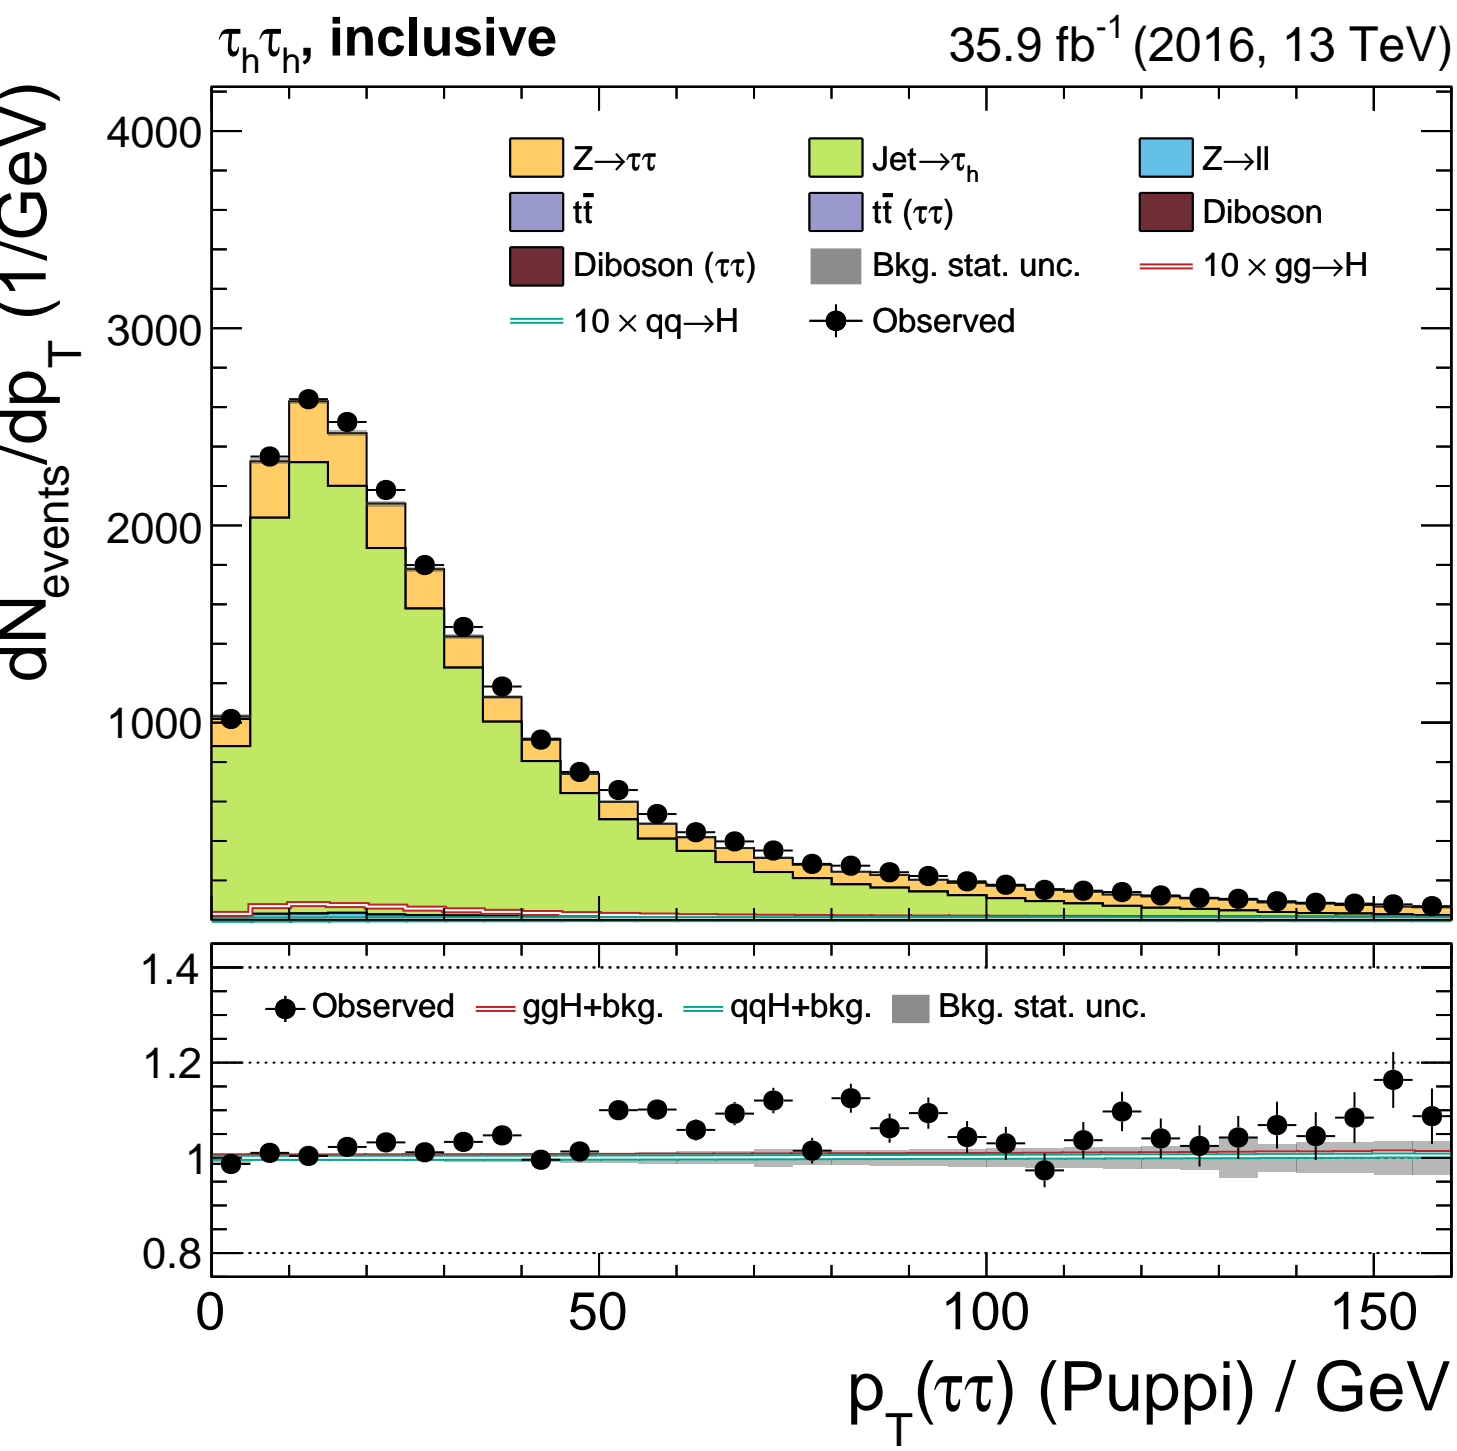 τhτh, inclusive 35.9 fb-1 (2016, 13 TeV)
dNevents/dpT (1/GeV)
4000
3000
2000
1000
Z→ττ Jet→τh Z→ll
tt̄ tt̄ (ττ) Diboson
Diboson (ττ) Bkg. stat. unc. 10 × gg→H
10 × qq→H Observed
1.4
1.2
1
0.8
Observed ggH+bkg. qqH+bkg. Bkg. stat. unc.
0 50 100 150
pT(ττ) (Puppi) / GeV